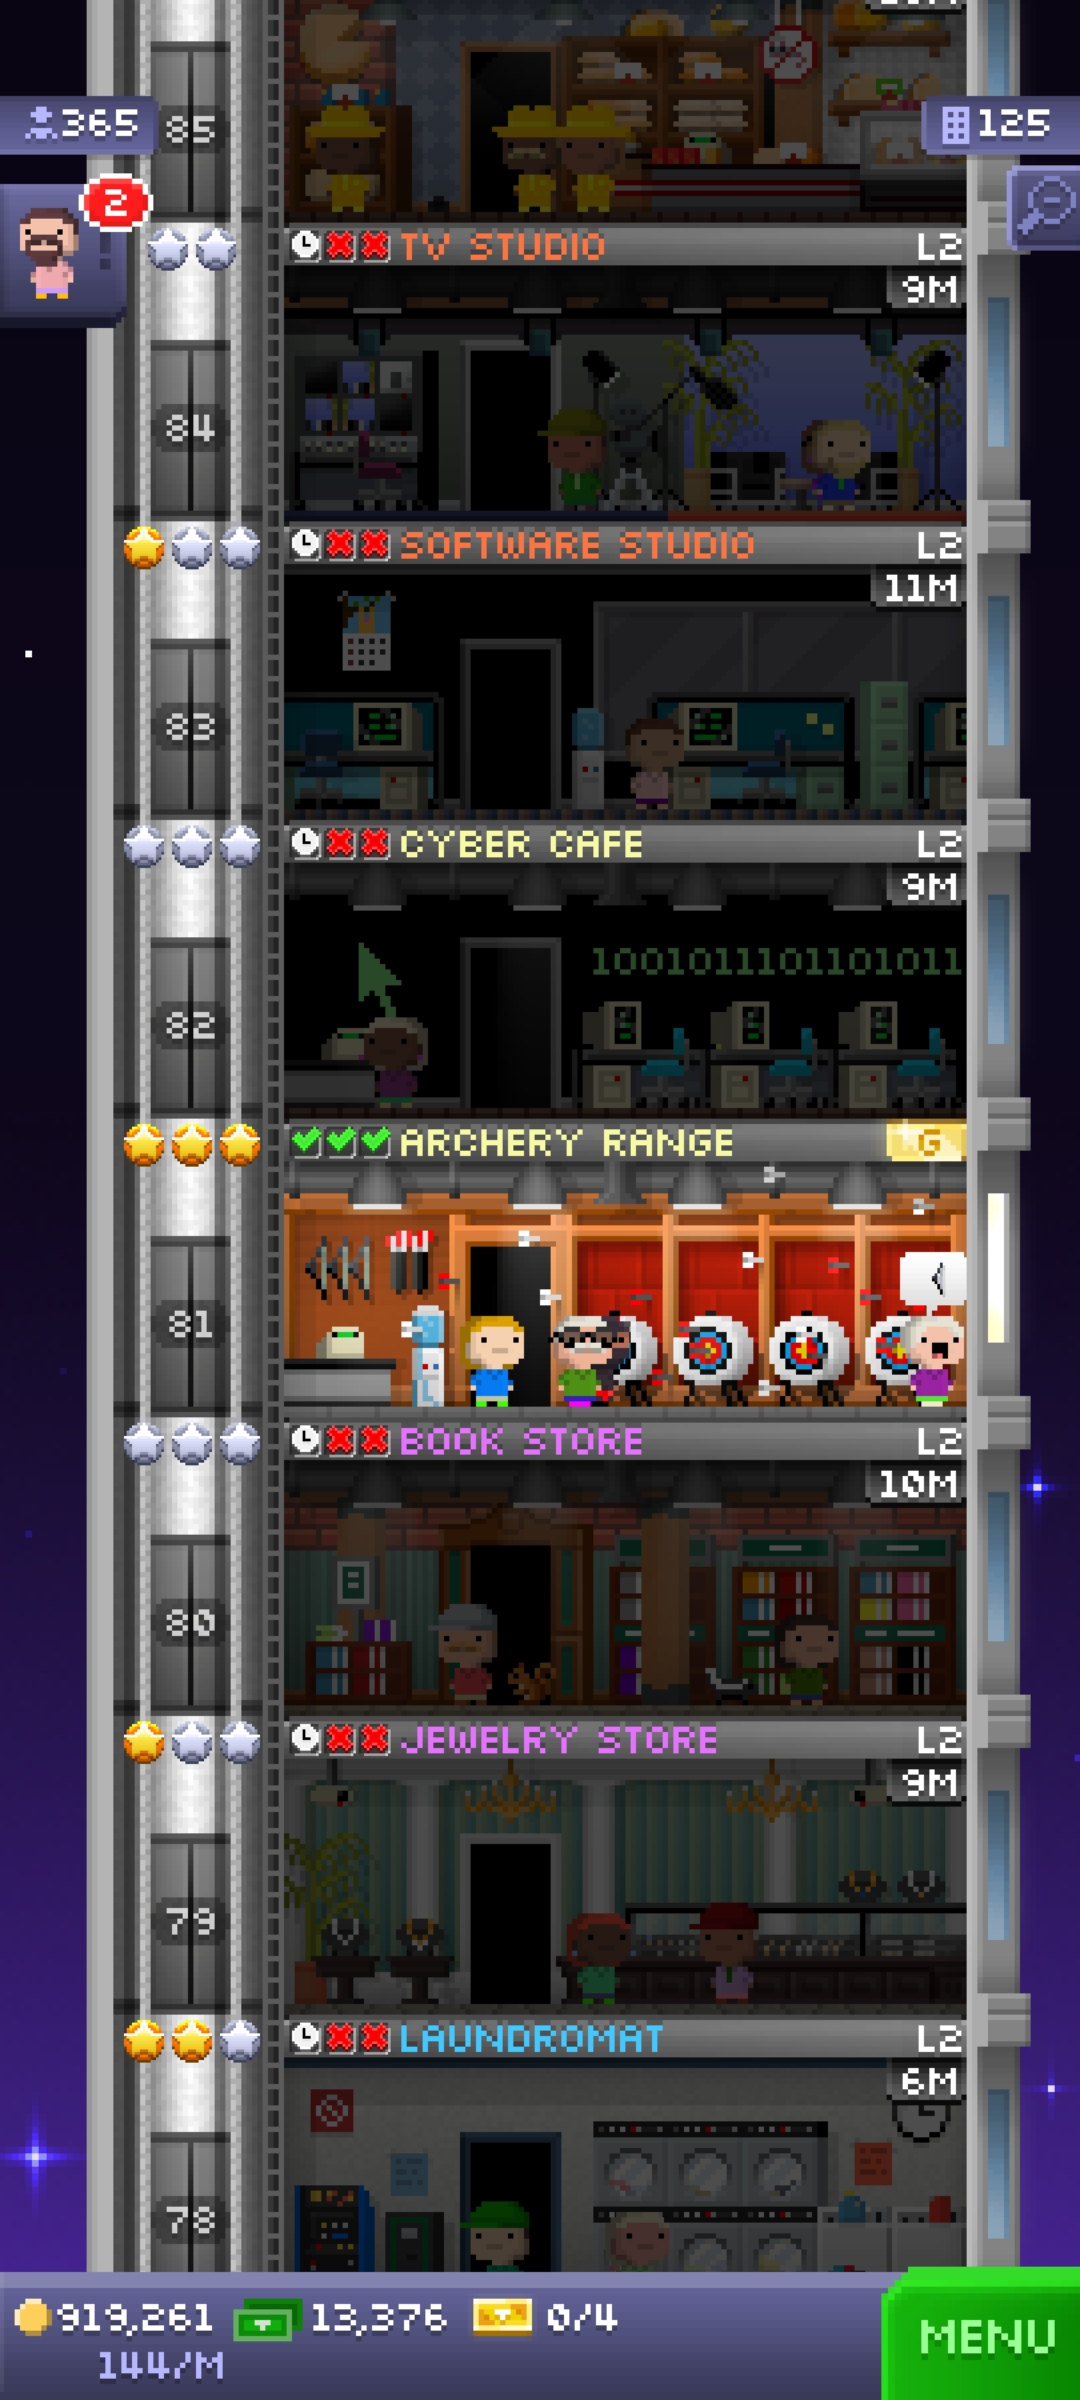 365
85
125
2
TV STUDIO L2
9M
84
SOFTWARE STUDIO L2
11M
83
CYBER CAFE L2
9M
1001011101101011
82
ARCHERY RANGE G
81
BOOK STORE L2
10M
80
JEWELRY STORE L2
9M
79
LAUNDROMAT L2
6M
78
919,261 13,376 0/4
144/M
MENU